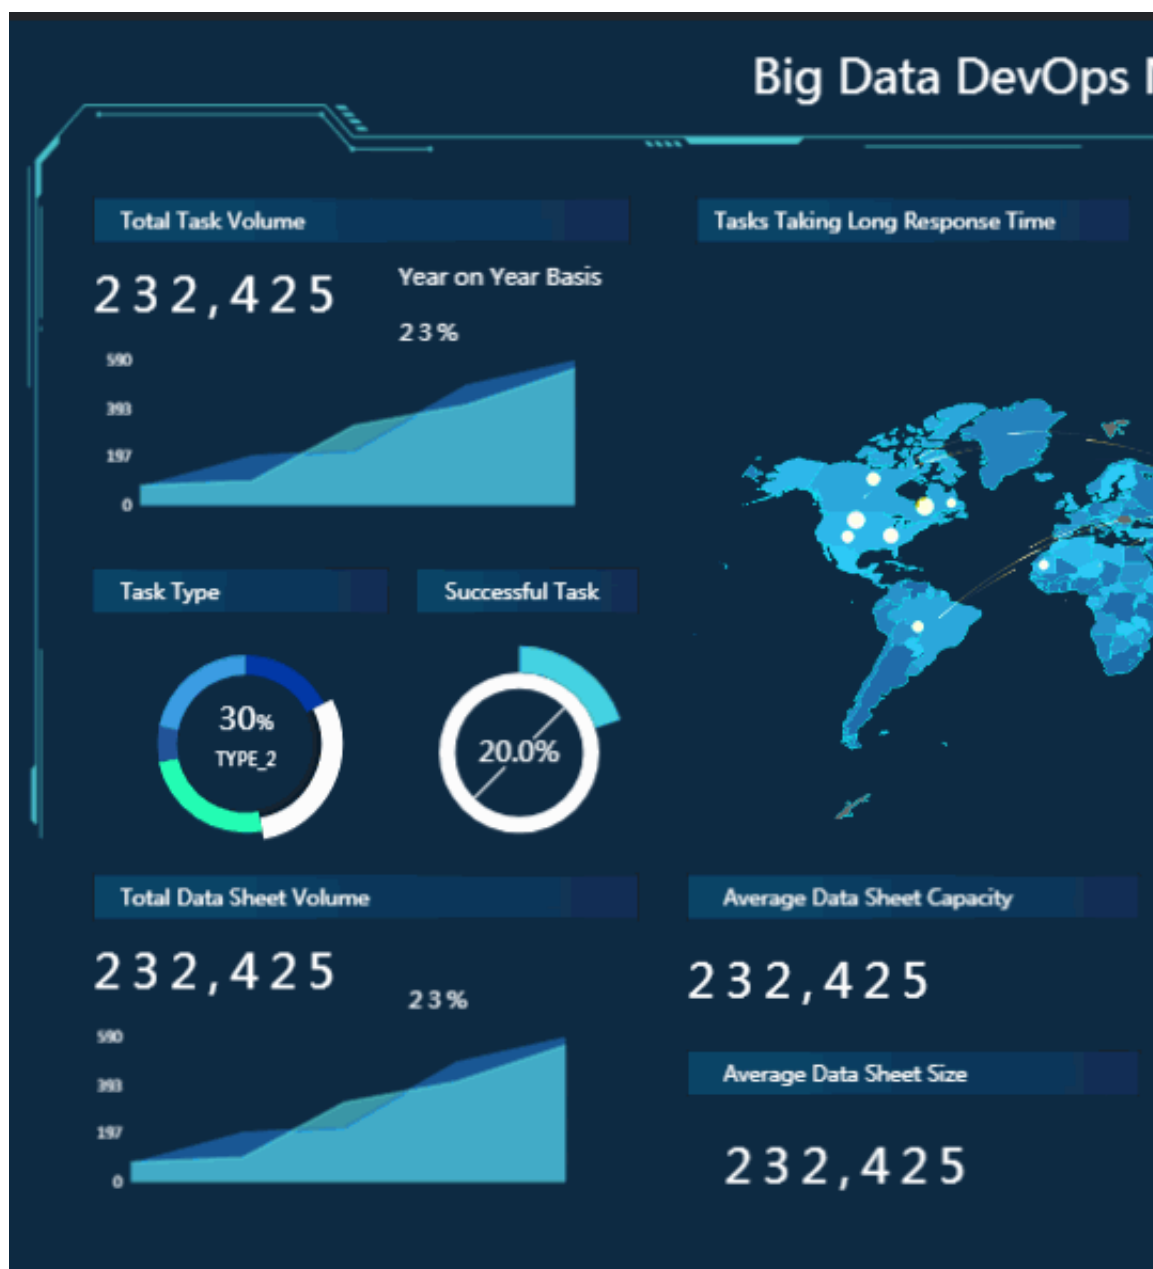 Big Data DevOps
Total Task Volume
232,425
Year on Year Basis
23%
590
393
197
0
Tasks Taking Long Response Time
Task Type
30%
TYPE_2
Successful Task
20.0%
Total Data Sheet Volume
232,425
23%
590
393
197
0
Average Data Sheet Capacity
232,425
Average Data Sheet Size
232,425